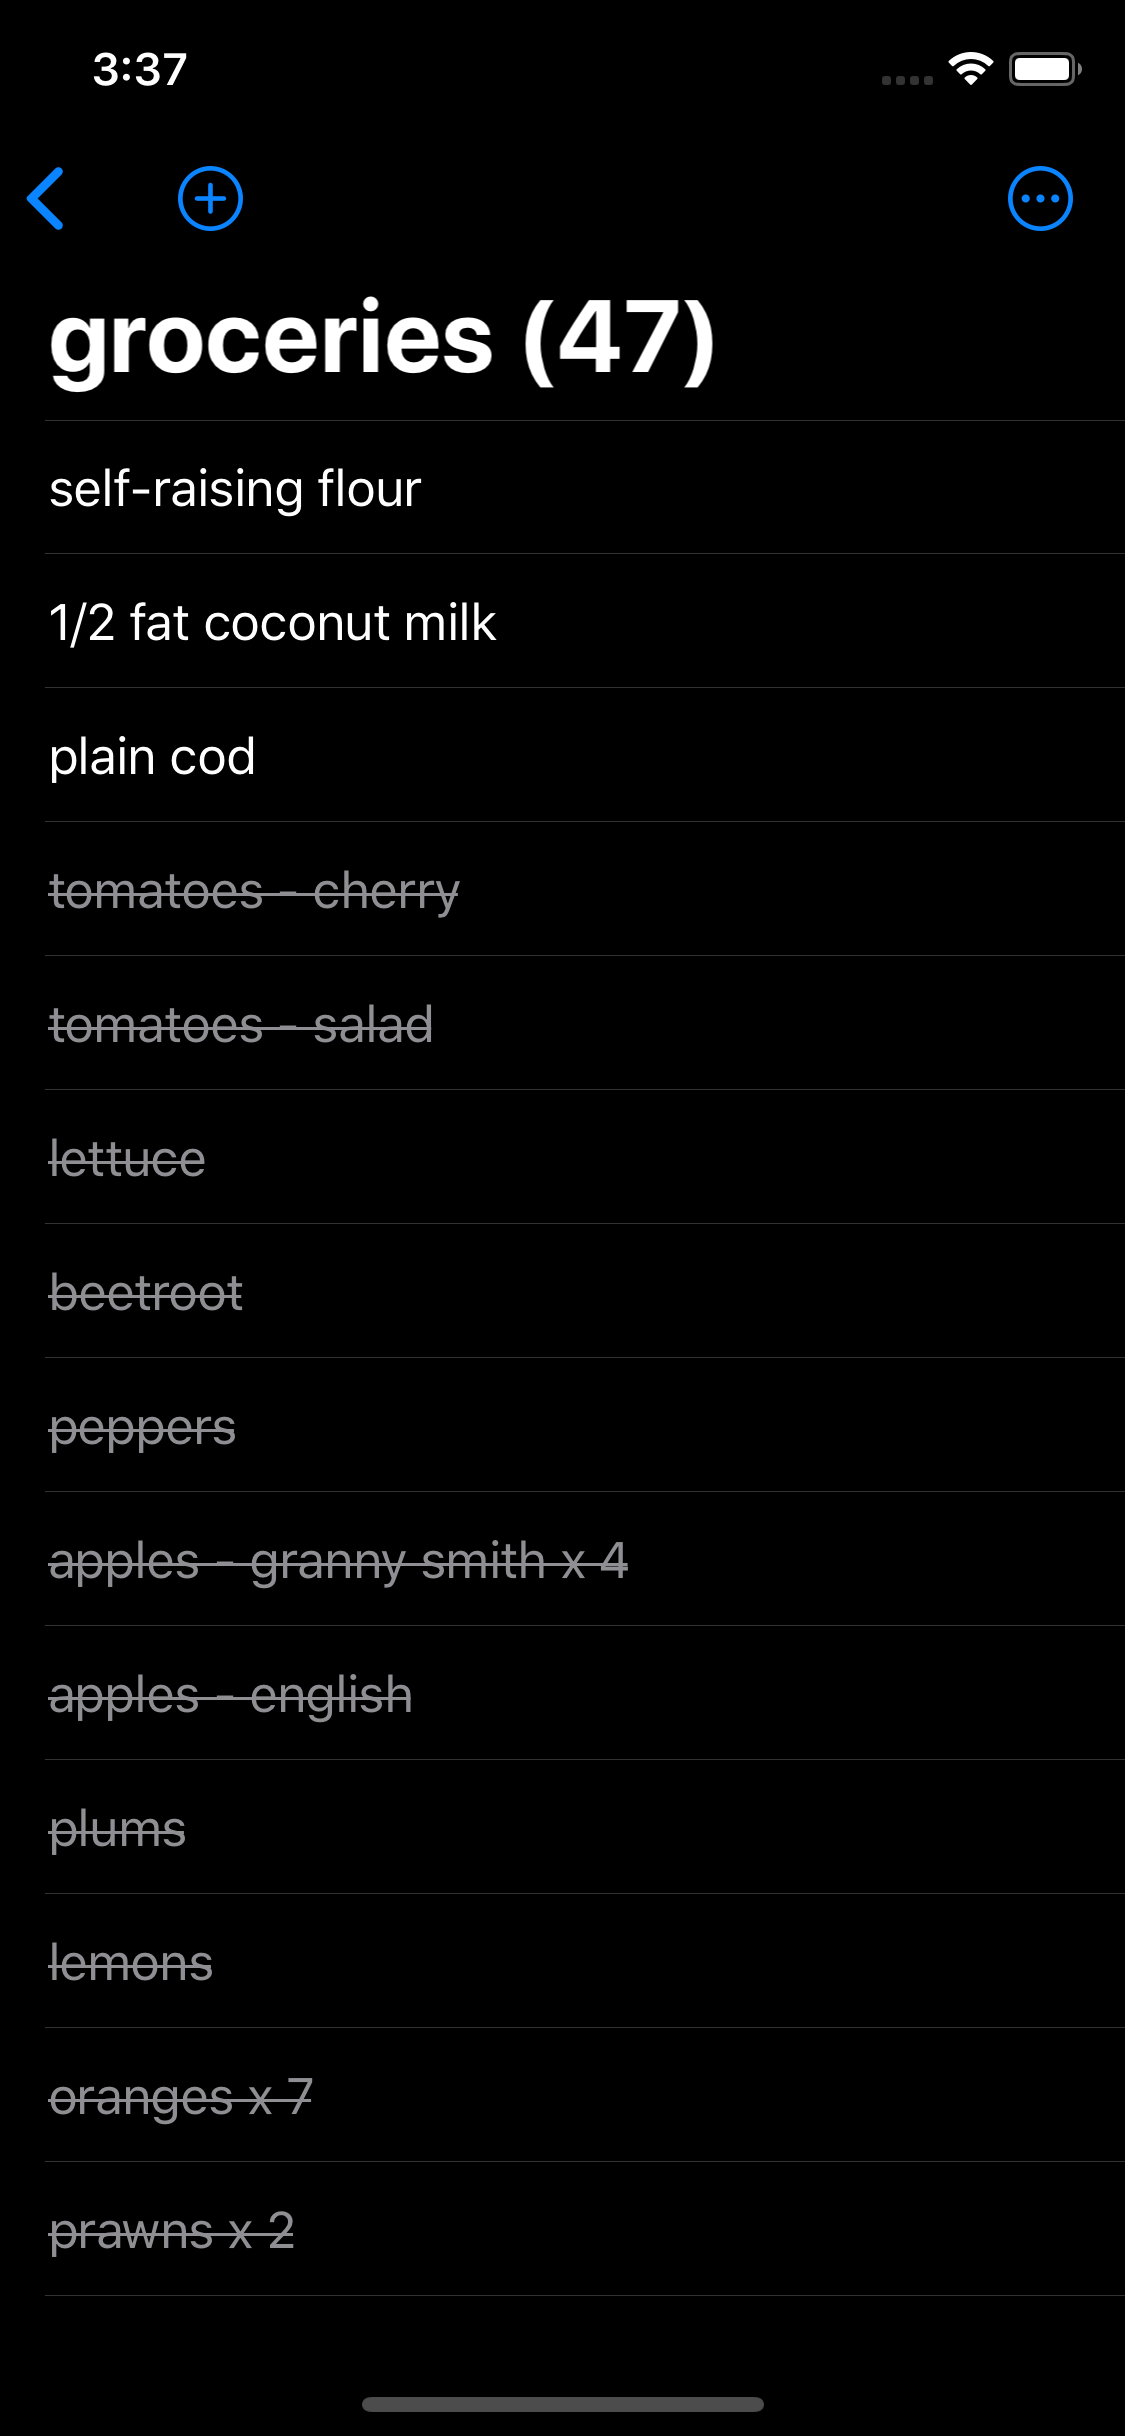 3:37
groceries (47)
self-raising flour
1/2 fat coconut milk
plain cod
tomatoes - cherry
tomatoes - salad
lettuce
beetroot
peppers
apples - granny smith x 4
apples - english
plums
lemons
oranges x 7
prawns x 2